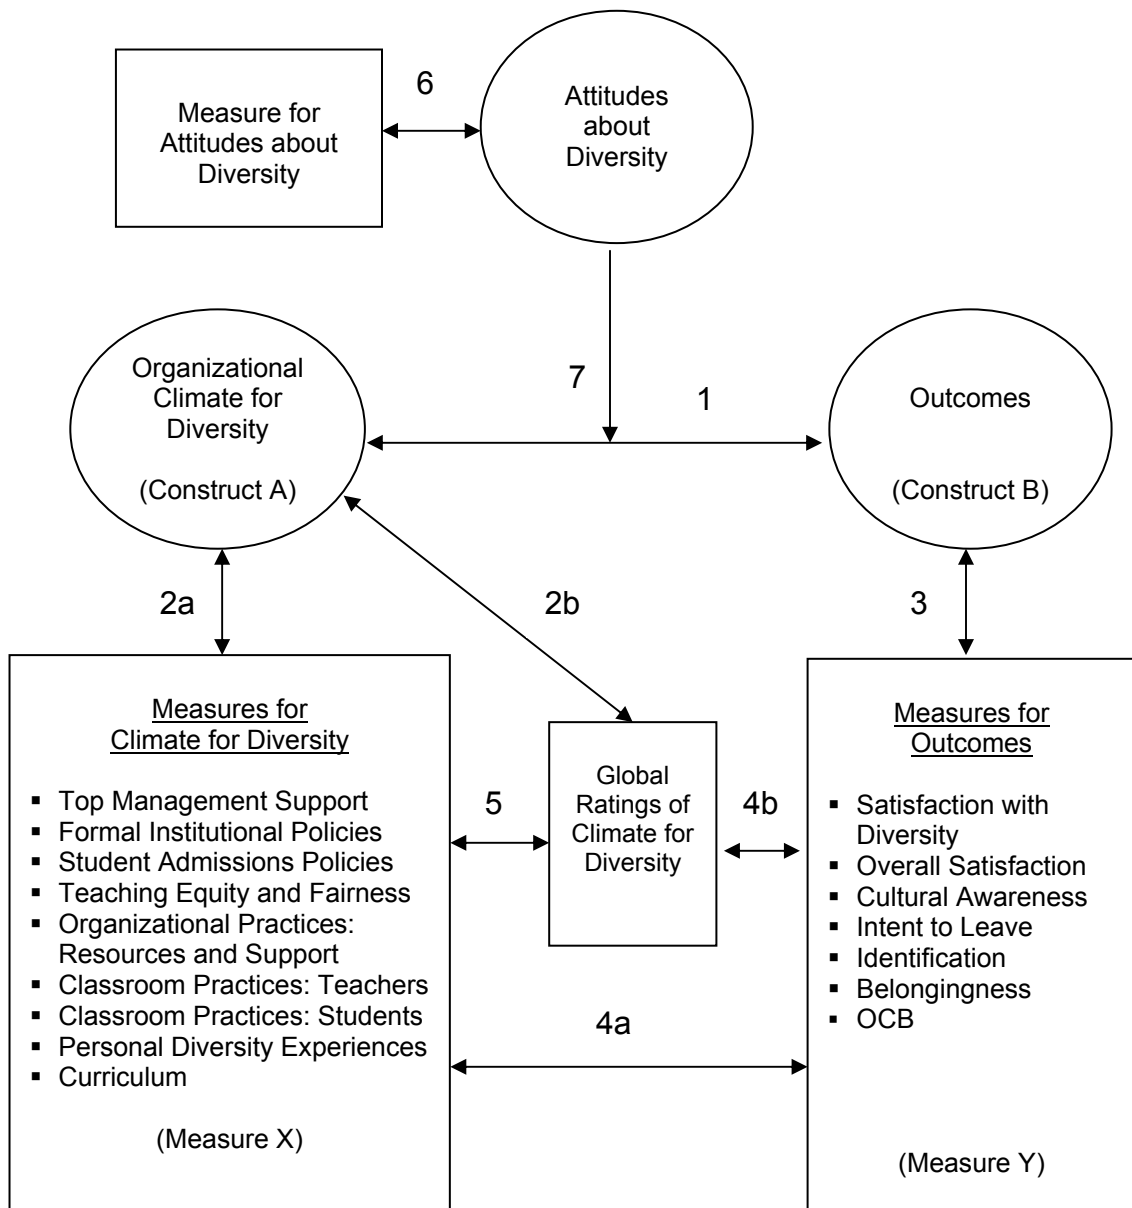 6
Measure for
Attitudes about
Diversity
Attitudes
about
Diversity
Organizational
Climate for
Diversity
(Construct A)
7
1
Outcomes
(Construct B)
2a
2b
3
Measures for
Climate for Diversity
▪ Top Management Support
▪ Formal Institutional Policies
▪ Student Admissions Policies
▪ Teaching Equity and Fairness
▪ Organizational Practices:
Resources and Support
▪ Classroom Practices: Teachers
▪ Classroom Practices: Students
▪ Personal Diversity Experiences
▪ Curriculum
(Measure X)
5
Global
Ratings of
Climate for
Diversity
4b
4a
Measures for
Outcomes
▪ Satisfaction with
Diversity
▪ Overall Satisfaction
▪ Cultural Awareness
▪ Intent to Leave
▪ Identification
▪ Belongingness
▪ OCB
(Measure Y)